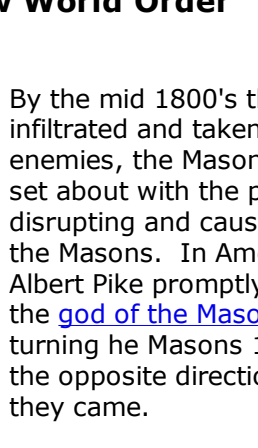 World Order
By the mid 1800's
infiltrated and taken
enemies, the
set about with the
disrupting and
the Masons. In
Albert Pike promptly
the god of the
turning he Masons
the opposite
they came.